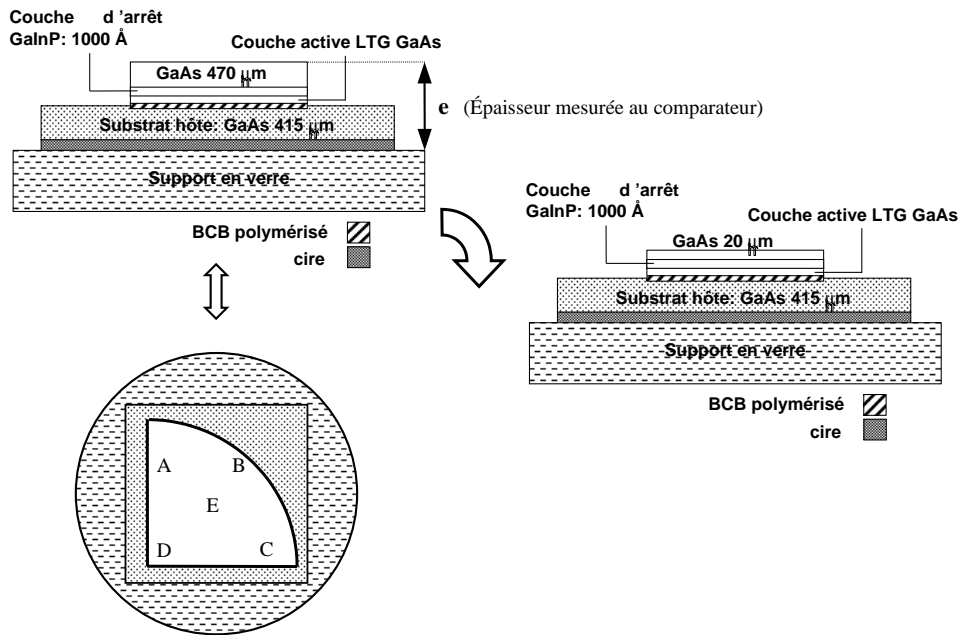 Couche d 'arrêt
GaInP: 1000 Å
Couche active LTG GaAs
GaAs 470 µm
e (Épaisseur mesurée au comparateur)
Substrat hôte: GaAs 415 µm
Support en verre
BCB polymérisé
cire
Couche d 'arrêt
GaInP: 1000 Å
Couche active LTG GaAs
GaAs 20 µm
Substrat hôte: GaAs 415 µm
Support en verre
BCB polymérisé
cire
A B
E
D C